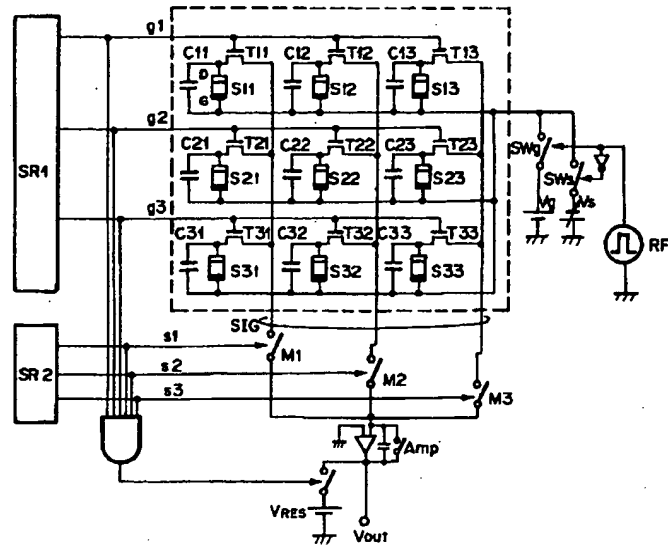 g1
C11 T11 C12 T12 C13 T13
D
G
S11 S12 S13
g2
C21 T21 C22 T22 C23 T23
S21 S22 S23
SR1
SWg
SWs
Vg Vs
g3
C31 T31 C32 T32 C33 T33
S31 S32 S33
RF
SIG
s1
M1
SR2
s2
M2
s3
M3
Amp
VRES
Vout